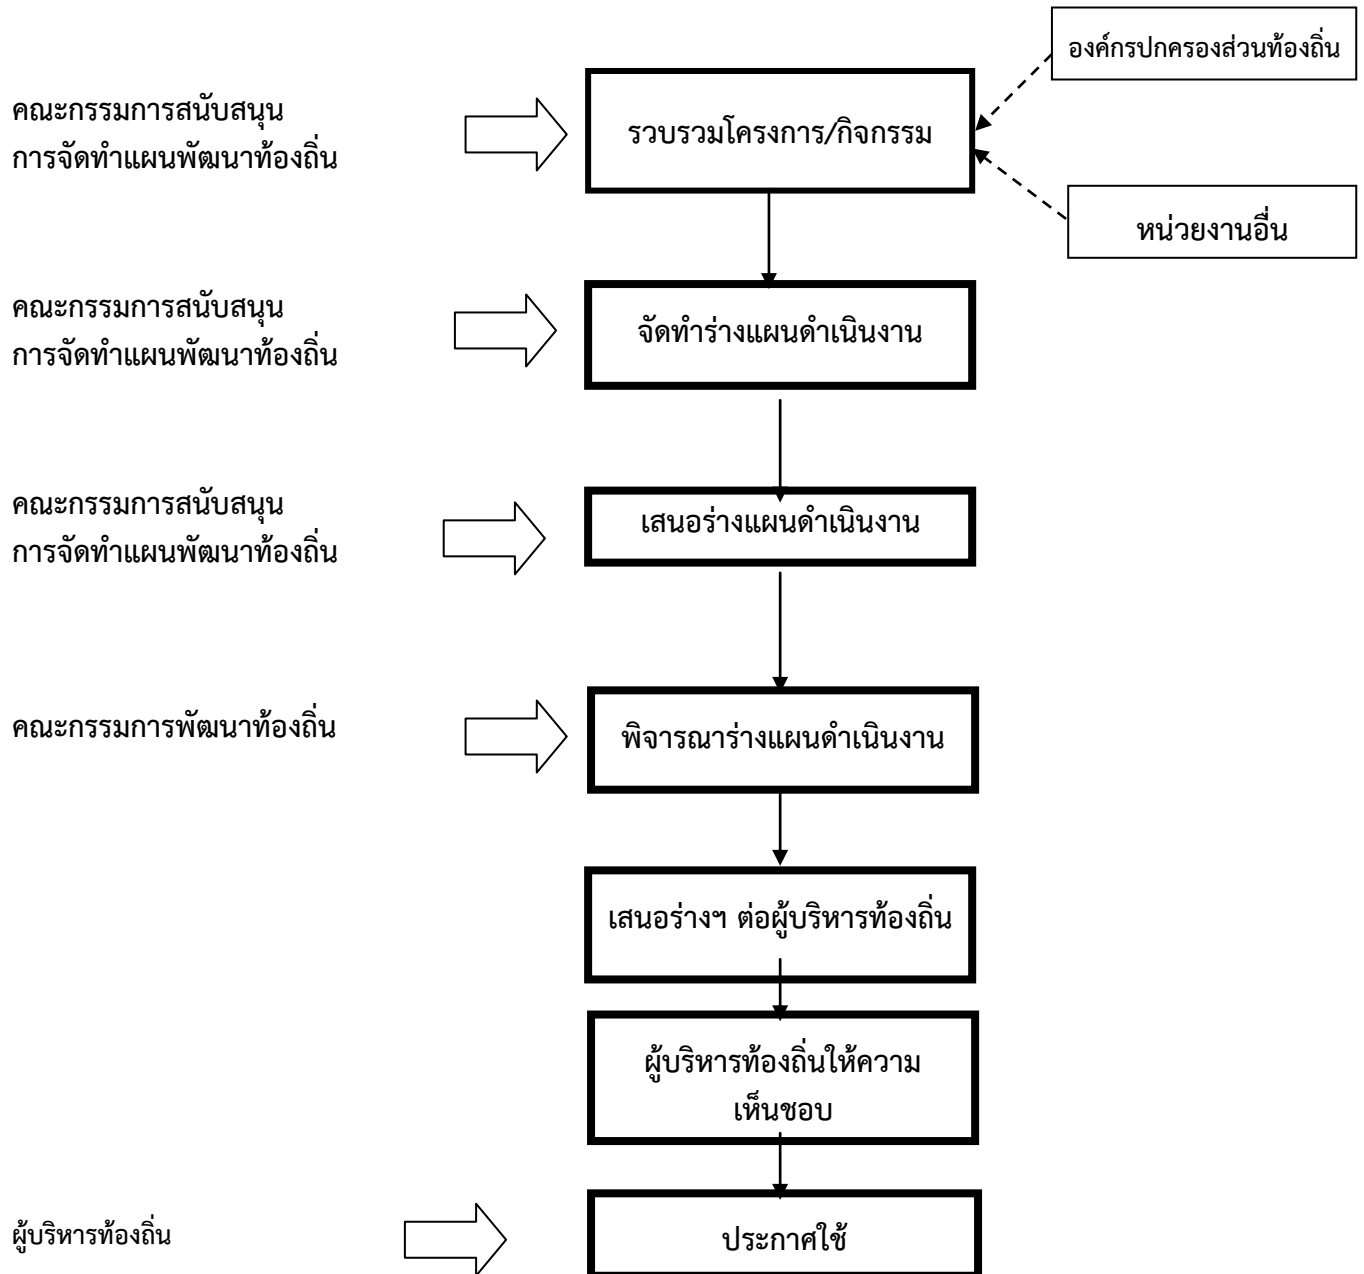 องค์กรปกครองส่วนท้องถิ่น
คณะกรรมการสนับสนุน
การจัดทำแผนพัฒนาท้องถิ่น
รวบรวมโครงการ/กิจกรรม
หน่วยงานอื่น
คณะกรรมการสนับสนุน
การจัดทำแผนพัฒนาท้องถิ่น
จัดทำร่างแผนดำเนินงาน
คณะกรรมการสนับสนุน
การจัดทำแผนพัฒนาท้องถิ่น
เสนอร่างแผนดำเนินงาน
คณะกรรมการพัฒนาท้องถิ่น
พิจารณาร่างแผนดำเนินงาน
เสนอร่างฯ ต่อผู้บริหารท้องถิ่น
ผู้บริหารท้องถิ่นให้ความ
เห็นชอบ
ผู้บริหารท้องถิ่น
ประกาศใช้